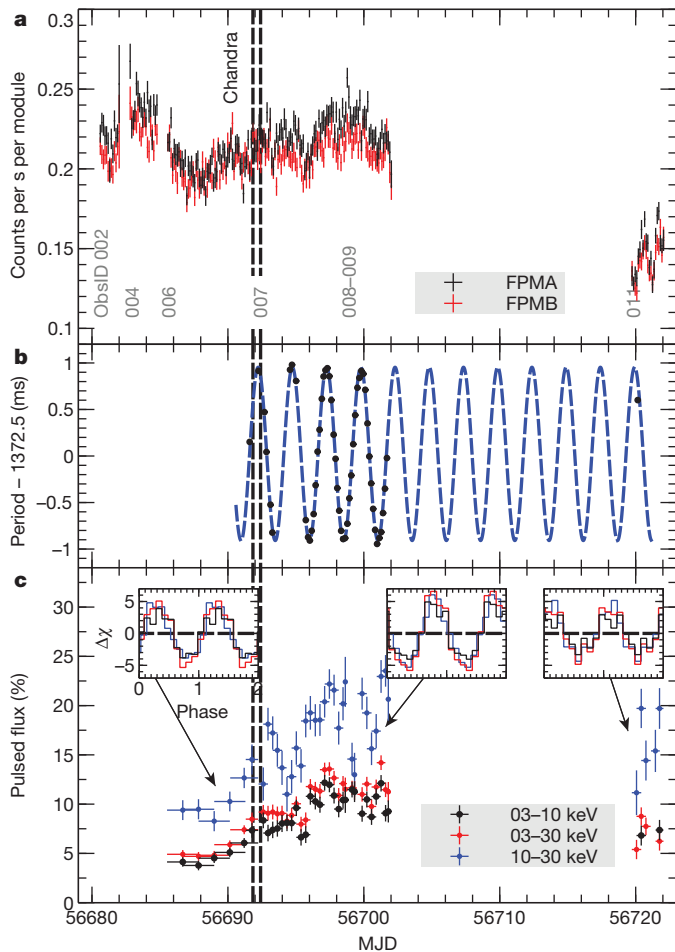 a
0.3
0.25
0.2
0.15
0.1
Counts per s per module
Chandra
ObsID 002
004
006
007
008–009
011
FPMA
FPMB
b
1
0.5
0
−0.5
−1
Period − 1372.5 (ms)
c
30
25
20
15
10
5
0
Pulsed flux (%)
5
0
−5
Δχ
0
1
2
Phase
03–10 keV
03–30 keV
10–30 keV
56680
56690
56700
56710
56720
MJD